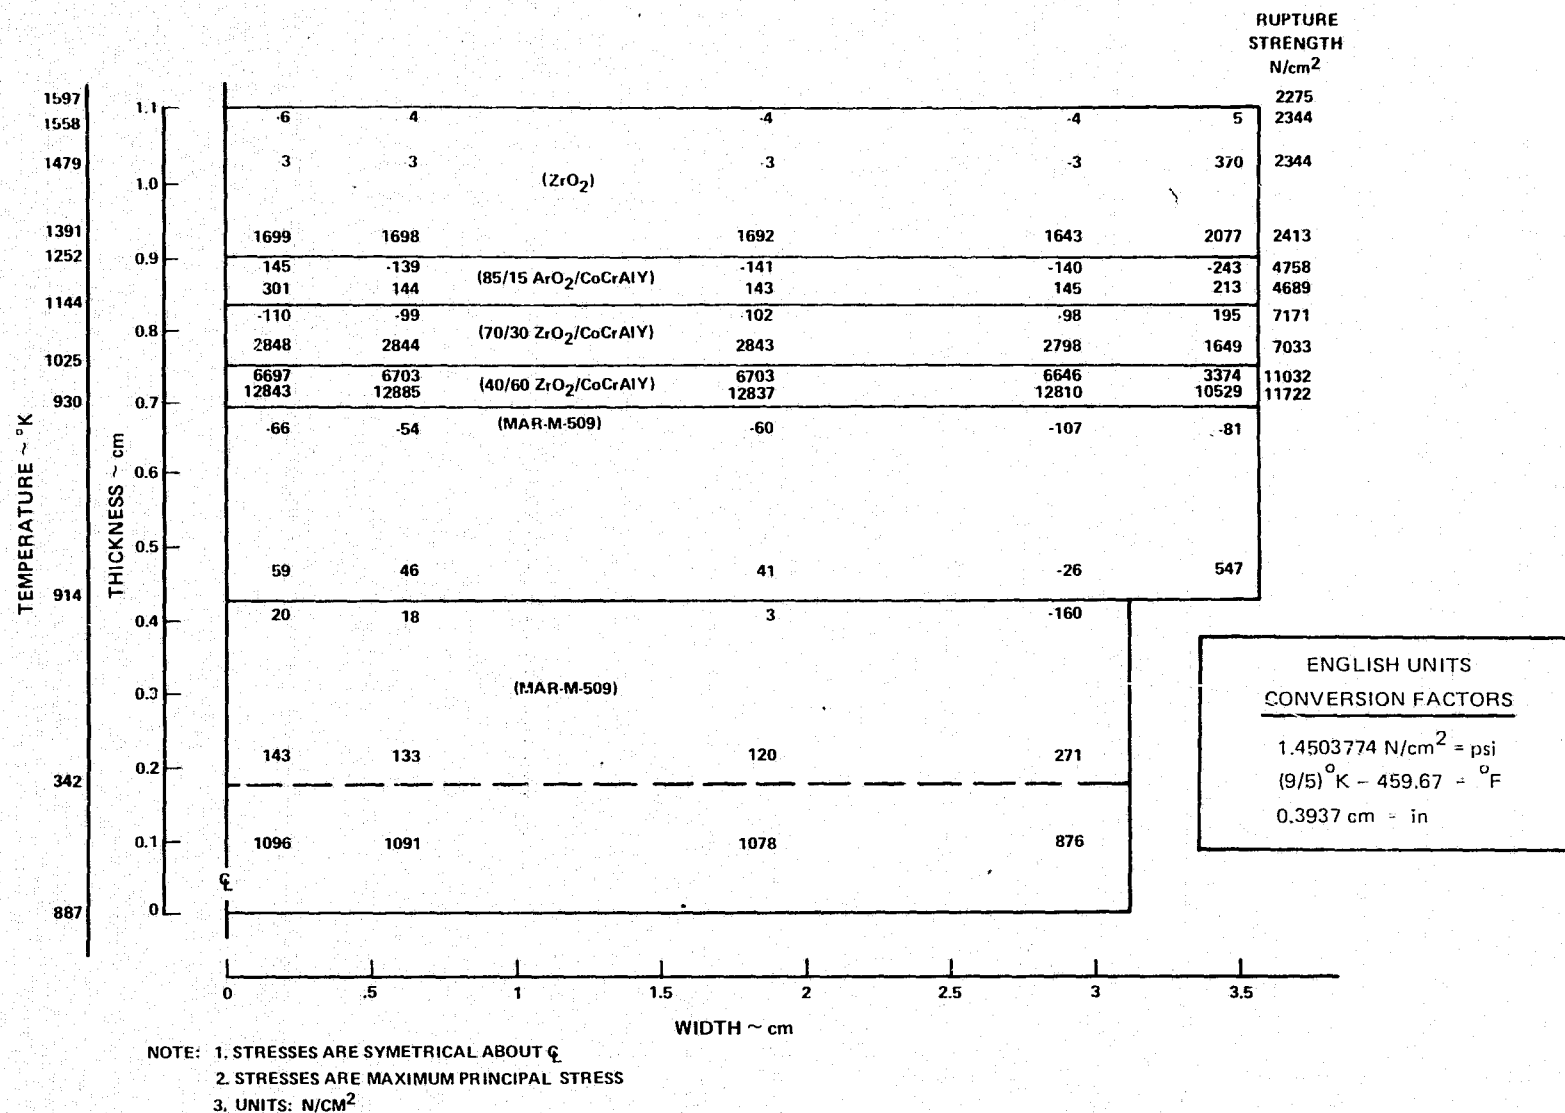 RUPTURE
STRENGTH
N/cm2
1597 2275
1.1
1558 -6 4 -4 -4 5 2344
1479 3 -3 -3 -3 370 2344
1.0 (ZrO2)
1391 1699 1698 1692 1643 2077 2413
1252 0.9
145 -139 (85/15 ArO2/CoCrAlY) -141 -140 -243 4758
301 144 143 145 213 4689
1144
-110 -99 (70/30 ZrO2/CoCrAlY) 102 -98 195 7171
0.8
2848 2844 2843 2798 1649 7033
1025
6697 6703 (40/60 ZrO2/CoCrAlY) 6703 6646 3374 11032
12843 12885 12837 12810 10529 11722
930 0.7
-66 -54 (MAR-M-509) -60 -107 -81
0.6
0.5
59 46 41 -26 547
914
20 18 3 -160
0.4
0.3 (MAR-M-509)
143 133 120 271
0.2
342
0.1 1096 1091 1078 876
℄
887 0
TEMPERATURE ~ °K
THICKNESS ~ cm
ENGLISH UNITS
CONVERSION FACTORS
1.4503774 N/cm2 = psi
(9/5)°K - 459.67 = °F
0.3937 cm = in
0 .5 1 1.5 2 2.5 3 3.5
WIDTH ~ cm
NOTE: 1. STRESSES ARE SYMETRICAL ABOUT ℄
2. STRESSES ARE MAXIMUM PRINCIPAL STRESS
3. UNITS: N/CM2